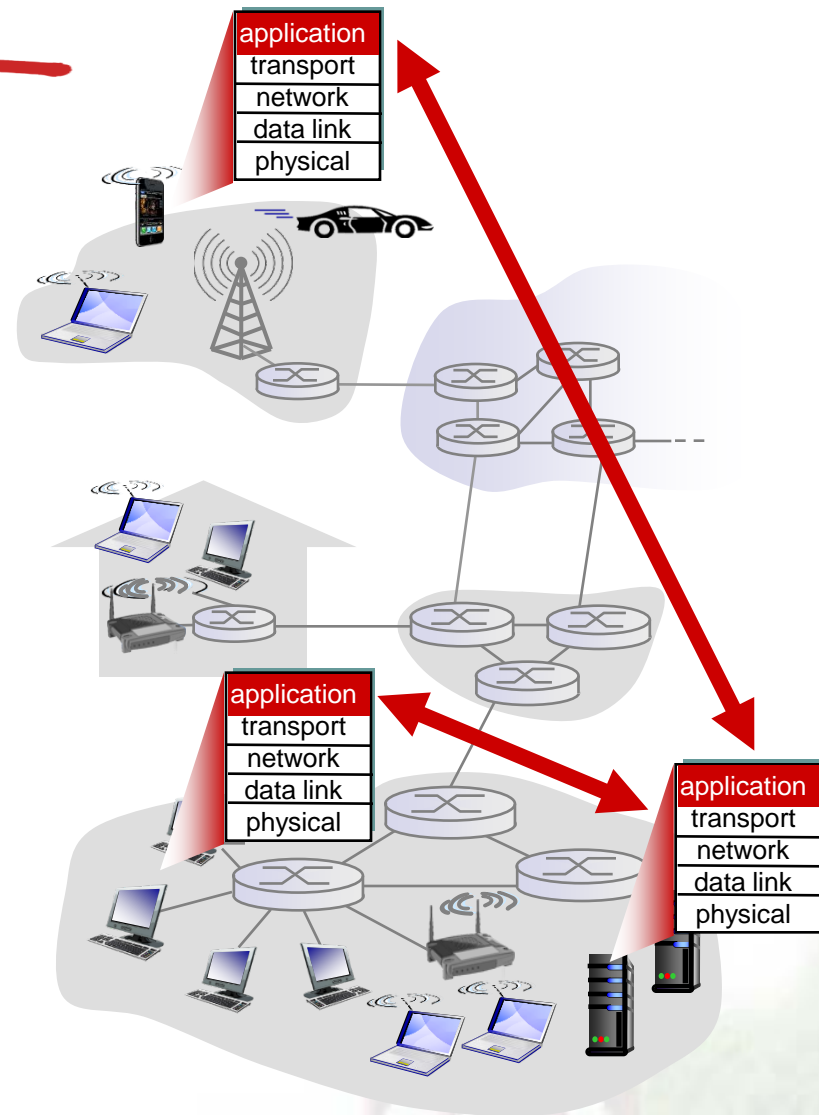 application
transport
network
data link
physical
application
transport
network
data link
physical
application
transport
network
data link
physical